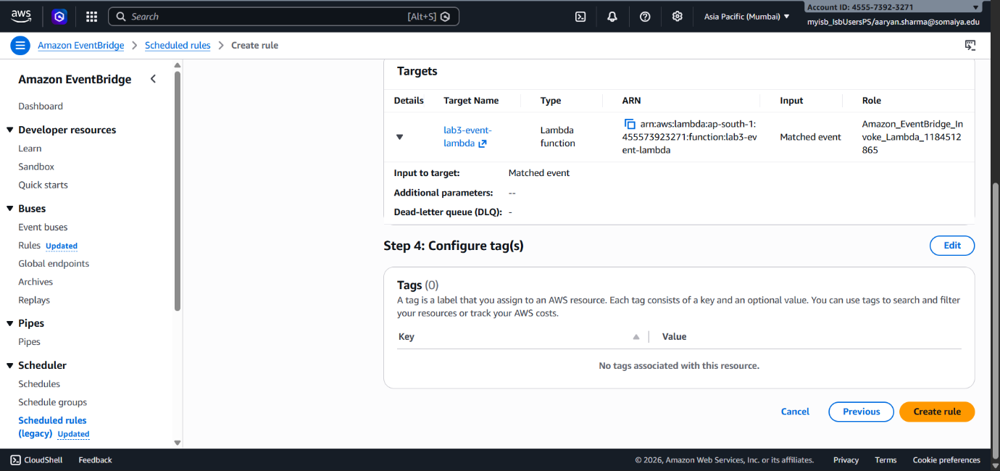 aws
Search
[Alt+S]
Asia Pacific (Mumbai)
Account ID: 4555-7392-3271
myisb_IsbUsersPS/aaryan.sharma@somaiya.edu
Amazon EventBridge
Scheduled rules
Create rule
Amazon EventBridge
Dashboard
Developer resources
Learn
Sandbox
Quick starts
Buses
Event buses
Rules Updated
Global endpoints
Archives
Replays
Pipes
Pipes
Scheduler
Schedules
Schedule groups
Scheduled rules
(legacy) Updated
Targets
Details Target Name Type ARN Input Role
lab3-event-
lambda
Lambda
function
arn:aws:lambda:ap-south-1:
455573923271:function:lab3-ev
ent-lambda
Matched event
Amazon_EventBridge_In
voke_Lambda_1184512
865
Input to target: Matched event
Additional parameters: --
Dead-letter queue (DLQ): -
Step 4: Configure tag(s)
Edit
Tags (0)
A tag is a label that you assign to an AWS resource. Each tag consists of a key and an optional value. You can use tags to search and filter
your resources or track your AWS costs.
Key Value
No tags associated with this resource.
Cancel Previous Create rule
CloudShell Feedback © 2026, Amazon Web Services, Inc. or its affiliates. Privacy Terms Cookie preferences